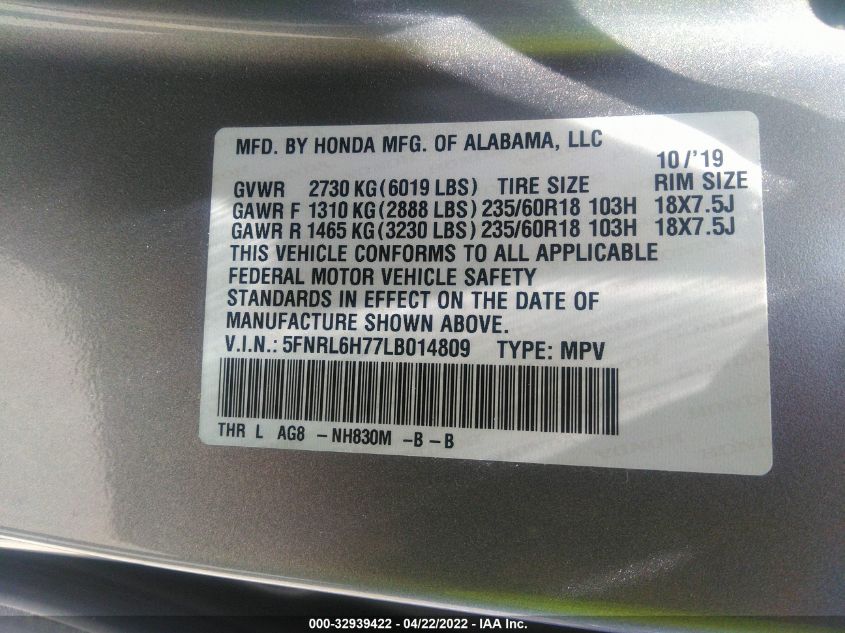 MFD. BY HONDA MFG. OF ALABAMA, LLC
10/'19
GVWR 2730 KG(6019 LBS) TIRE SIZE RIM SIZE
GAWR F 1310 KG(2888 LBS) 235/60R18 103H 18X7.5J
GAWR R 1465 KG(3230 LBS) 235/60R18 103H 18X7.5J
THIS VEHICLE CONFORMS TO ALL APPLICABLE
FEDERAL MOTOR VEHICLE SAFETY
STANDARDS IN EFFECT ON THE DATE OF
MANUFACTURE SHOWN ABOVE.
V.I.N.: 5FNRL6H77LB014809 TYPE: MPV
THR L AG8 -NH830M -B-B
000-32939422 - 04/22/2022 - IAA Inc.